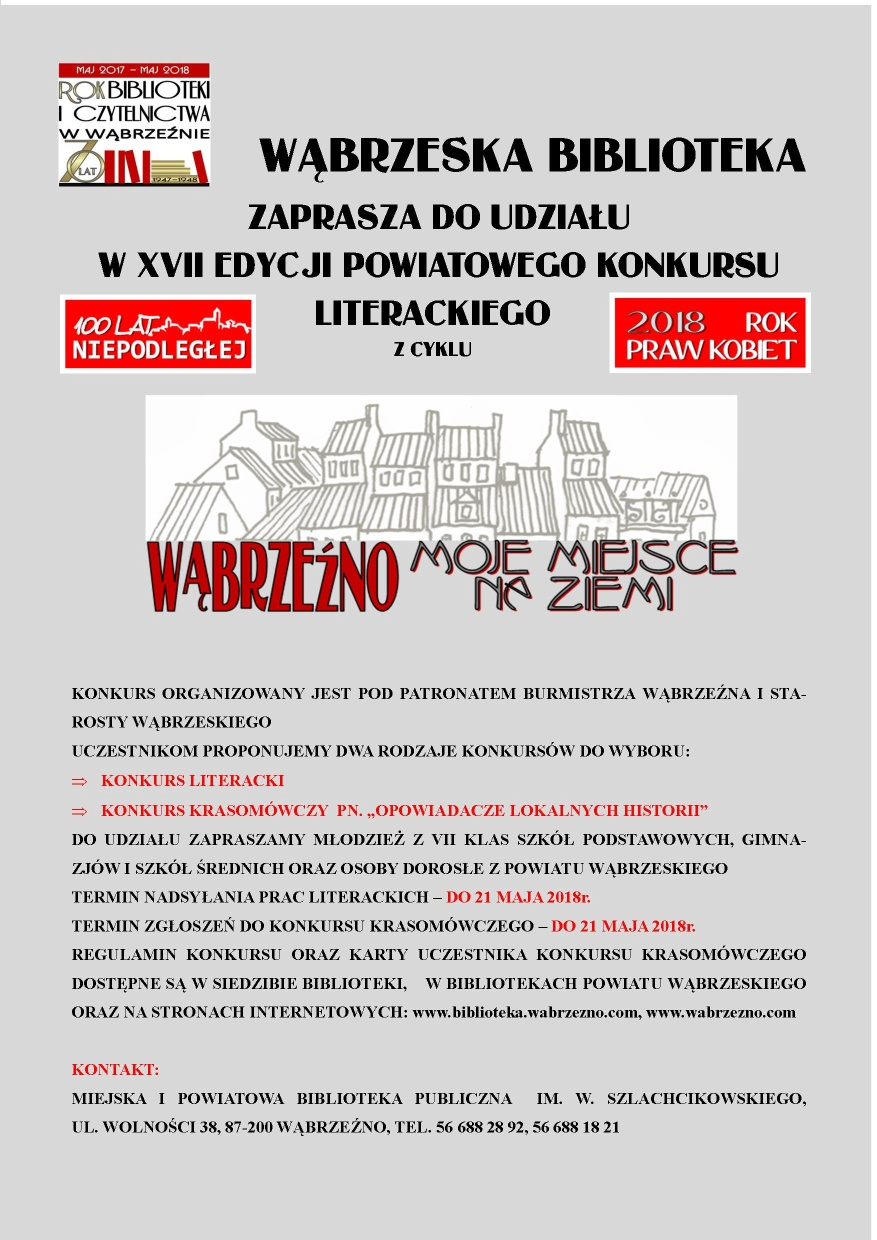 MAJ 2017 – MAJ 2018
ROK BIBLIOTEKI
I CZYTELNICTWA
W WĄBRZEŹNIE
70 LAT
1947-1948
WĄBRZESKA BIBLIOTEKA
ZAPRASZA DO UDZIAŁU
W XVII EDYCJI POWIATOWEGO KONKURSU
LITERACKIEGO
Z CYKLU
100 LAT
NIEPODLEGŁEJ
2018 ROK
PRAW KOBIET
WĄBRZEŹNO MOJE MIEJSCE
NA ZIEMI
KONKURS ORGANIZOWANY JEST POD PATRONATEM BURMISTRZA WĄBRZEŹNA I STA-
ROSTY WĄBRZESKIEGO
UCZESTNIKOM PROPONUJEMY DWA RODZAJE KONKURSÓW DO WYBORU:
⇒ KONKURS LITERACKI
⇒ KONKURS KRASOMÓWCZY PN. „OPOWIADACZE LOKALNYCH HISTORII”
DO UDZIAŁU ZAPRASZAMY MŁODZIEŻ Z VII KLAS SZKÓŁ PODSTAWOWYCH, GIMNA-
ZJÓW I SZKÓŁ ŚREDNICH ORAZ OSOBY DOROSŁE Z POWIATU WĄBRZESKIEGO
TERMIN NADSYŁANIA PRAC LITERACKICH – DO 21 MAJA 2018r.
TERMIN ZGŁOSZEŃ DO KONKURSU KRASOMÓWCZEGO – DO 21 MAJA 2018r.
REGULAMIN KONKURSU ORAZ KARTY UCZESTNIKA KONKURSU KRASOMÓWCZEGO
DOSTĘPNE SĄ W SIEDZIBIE BIBLIOTEKI, W BIBLIOTEKACH POWIATU WĄBRZESKIEGO
ORAZ NA STRONACH INTERNETOWYCH: www.biblioteka.wabrzezno.com, www.wabrzezno.com
KONTAKT:
MIEJSKA I POWIATOWA BIBLIOTEKA PUBLICZNA IM. W. SZLACHCIKOWSKIEGO,
UL. WOLNOŚCI 38, 87-200 WĄBRZEŹNO, TEL. 56 688 28 92, 56 688 18 21